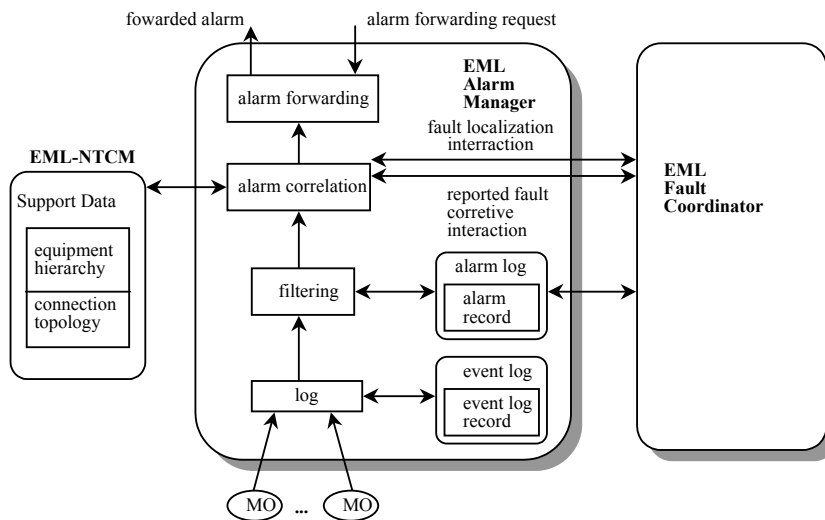 fowarded alarm
alarm forwarding request
EML
Alarm
Manager
alarm forwarding
fault localization
interraction
EML-NTCM
Support Data
equipment
hierarchy
connection
topology
alarm correlation
reported fault
corretive
interaction
EML
Fault
Coordinator
filtering
alarm log
alarm
record
log
event log
event log
record
MO
...
MO